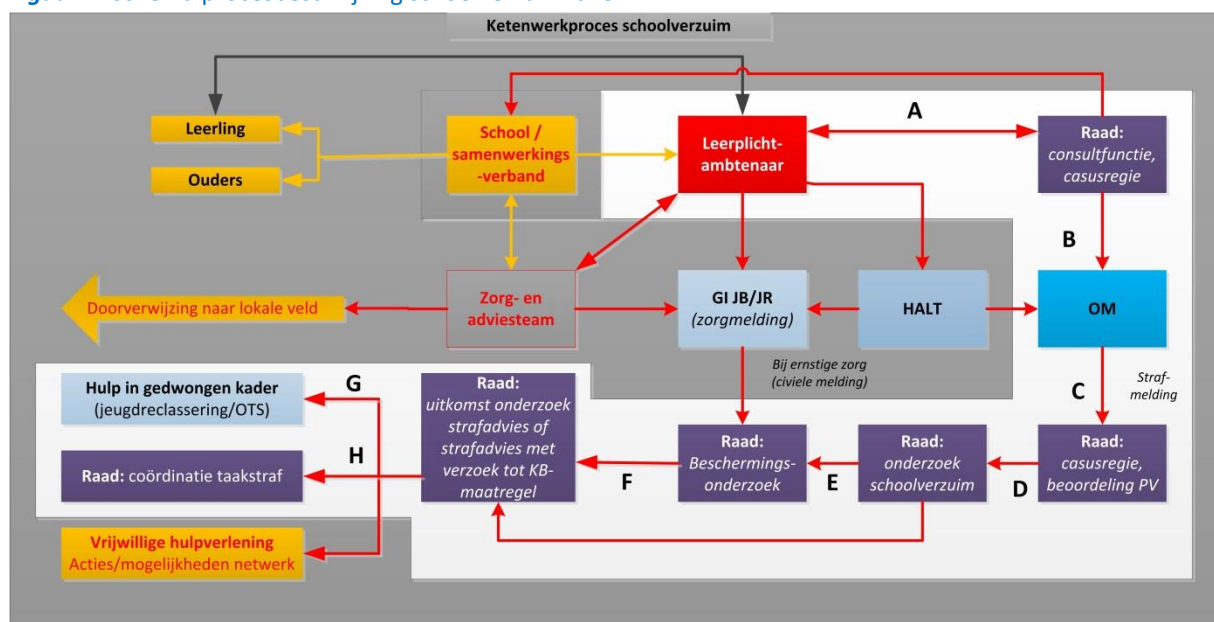 Ketenwerkproces schoolverzuim
Leerling
Ouders
School /
samenwerkings
-verband
Leerplicht-
ambtenaar
A
Raad:
consultfunctie,
casusregie
B
Doorverwijzing naar lokale veld
Zorg- en
adviesteam
GI JB/JR
(zorgmelding)
HALT
OM
Bij ernstige zorg
(civiele melding)
C
Straf-
melding
Hulp in gedwongen kader
(jeugdreclassering/OTS)
G
Raad: coördinatie taakstraf
H
Vrijwillige hulpverlening
Acties/mogelijkheden netwerk
Raad:
uitkomst onderzoek
strafadvies of
strafadvies met
verzoek tot KB-
maatregel
F
Raad:
Beschermings-
onderzoek
E
Raad:
onderzoek
schoolverzuim
D
Raad:
casusregie,
beoordeling PV